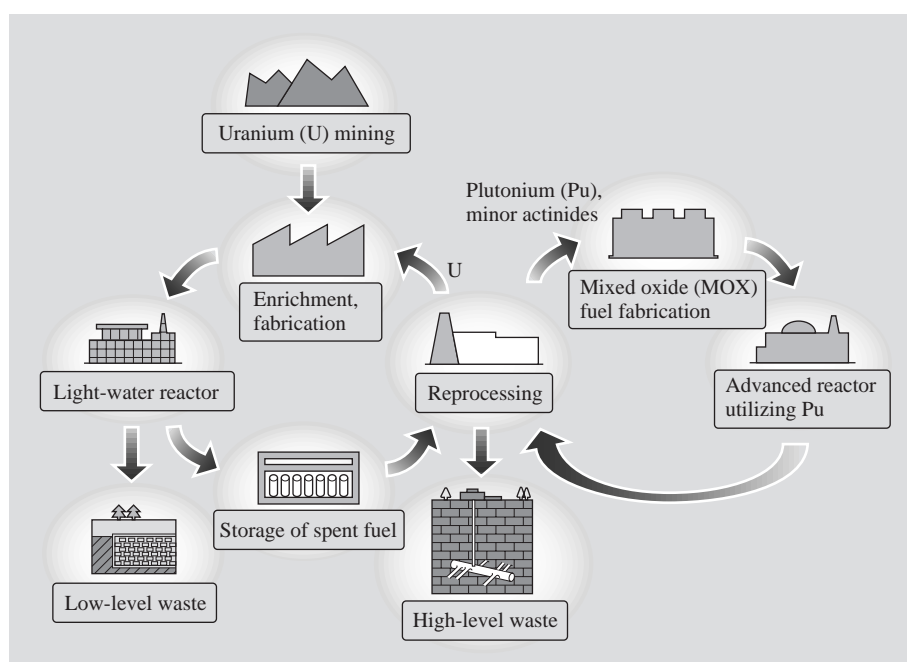 Uranium (U) mining
Plutonium (Pu),
minor actinides
U
Enrichment,
fabrication
Mixed oxide (MOX)
fuel fabrication
Light-water reactor
Reprocessing
Advanced reactor
utilizing Pu
Storage of spent fuel
Low-level waste
High-level waste